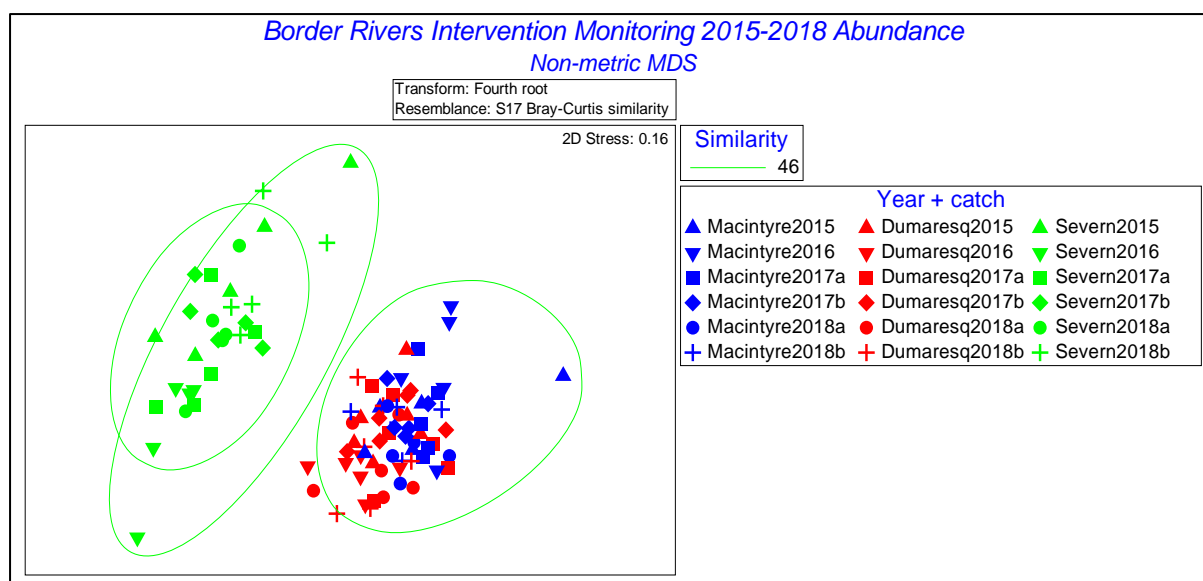 Border Rivers Intervention Monitoring 2015-2018 Abundance
Non-metric MDS
Transform: Fourth root
Resemblance: S17 Bray-Curtis similarity
2D Stress: 0.16
Similarity
46
Year + catch
Macintyre2015 Dumaresq2015 Severn2015
Macintyre2016 Dumaresq2016 Severn2016
Macintyre2017a Dumaresq2017a Severn2017a
Macintyre2017b Dumaresq2017b Severn2017b
Macintyre2018a Dumaresq2018a Severn2018a
Macintyre2018b Dumaresq2018b Severn2018b